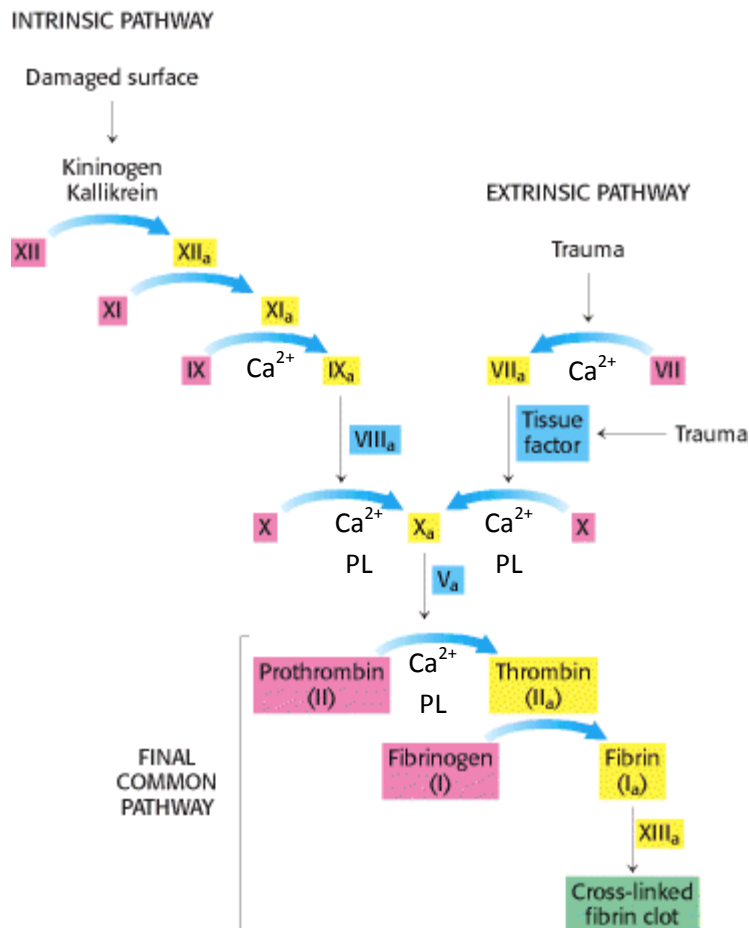 INTRINSIC PATHWAY
Damaged surface
Kininogen
Kallikrein
EXTRINSIC PATHWAY
XII
XIIa
Trauma
XI
XIa
IX
Ca2+
IXa
VIIa
Ca2+
VII
VIIIa
Tissue
factor
Trauma
X
Ca2+
PL
Xa
Ca2+
PL
X
Va
Prothrombin
(II)
Ca2+
PL
Thrombin
(IIa)
FINAL
COMMON
PATHWAY
Fibrinogen
(I)
Fibrin
(Ia)
XIIIa
Cross-linked
fibrin clot